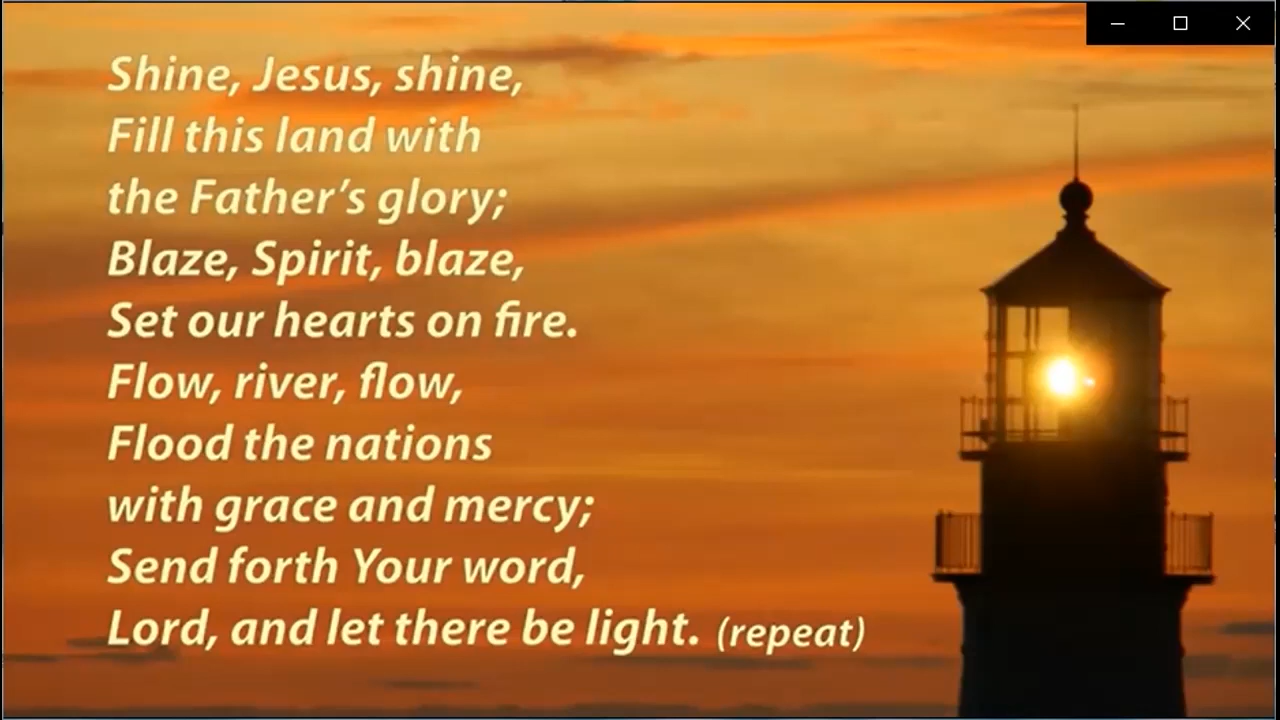 Shine, Jesus, shine,
Fill this land with
the Father’s glory;
Blaze, Spirit, blaze,
Set our hearts on fire.
Flow, river, flow,
Flood the nations
with grace and mercy;
Send forth Your word,
Lord, and let there be light. (repeat)